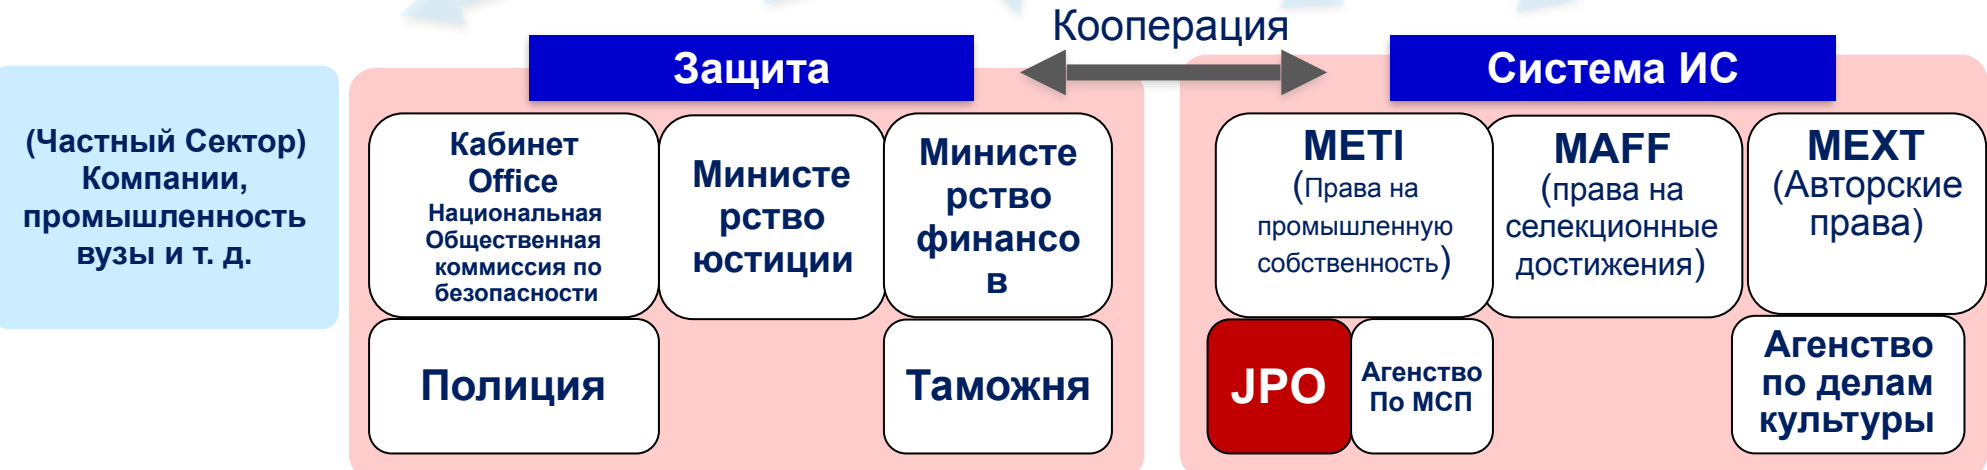 Кооперация
Защита
Система ИС
(Частный Сектор)
Компании,
промышленность
вузы и т. д.
Кабинет
Office
Национальная
Общественная
коммиссия по
безопасности
Министе
рство
юстиции
Министе
рство
финансо
в
METI
(Права на
промышленную
собственность)
MAFF
(права на
селекционные
достижения)
MEXT
(Авторские
права)
Полиция
Таможня
JPO
Агенство
По МСП
Агенство
по делам
культуры